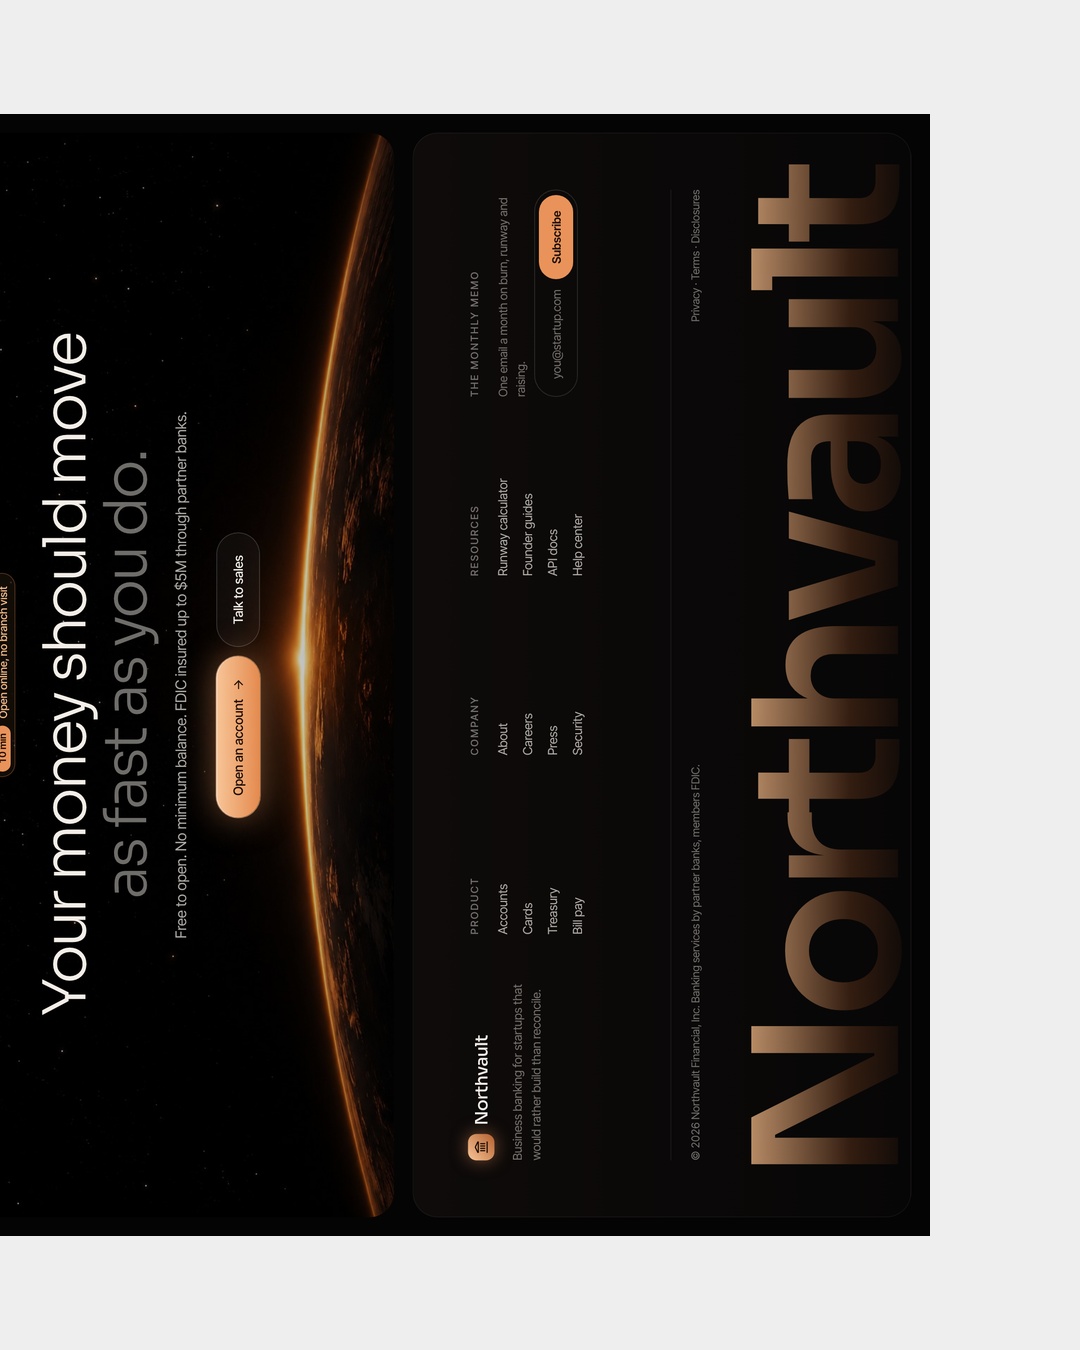 10 min Open online, no branch visit
Your money should move
as fast as you do.
Free to open. No minimum balance. FDIC insured up to $5M through partner banks.
Open an account →
Talk to sales
Northvault
Business banking for startups that
would rather build than reconcile.
PRODUCT
Accounts
Cards
Treasury
Bill pay
COMPANY
About
Careers
Press
Security
RESOURCES
Runway calculator
Founder guides
API docs
Help center
THE MONTHLY MEMO
One email a month on burn, runway and
raising.
you@startup.com
Subscribe
© 2026 Northvault Financial, Inc. Banking services by partner banks, members FDIC.
Privacy · Terms · Disclosures
Northvault